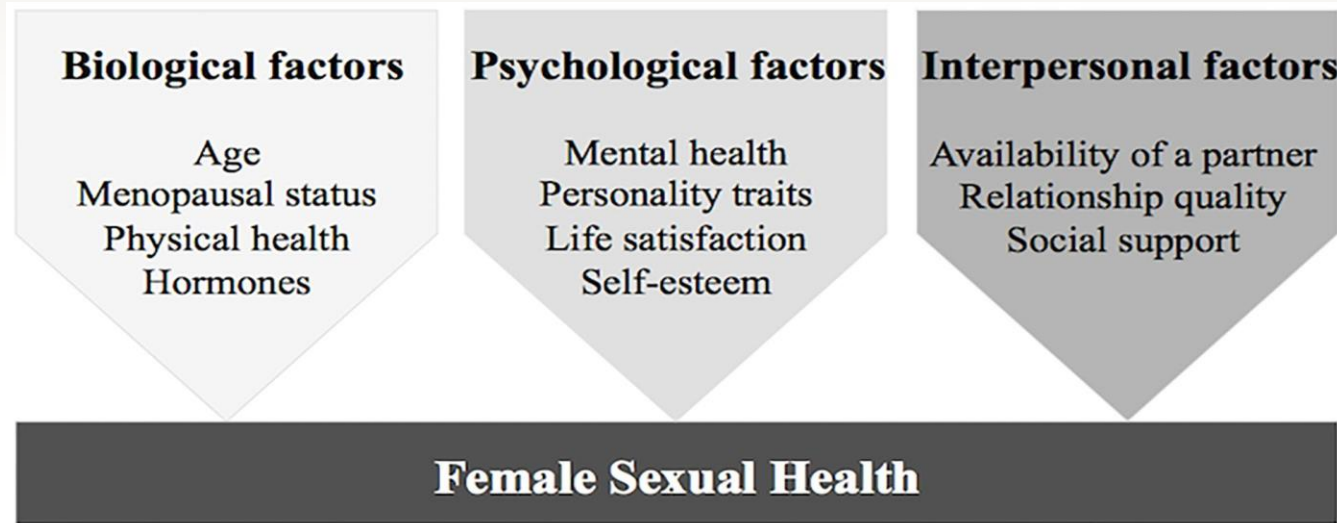 Biological factors
Age
Menopausal status
Physical health
Hormones
Psychological factors
Mental health
Personality traits
Life satisfaction
Self-esteem
Interpersonal factors
Availability of a partner
Relationship quality
Social support
Female Sexual Health